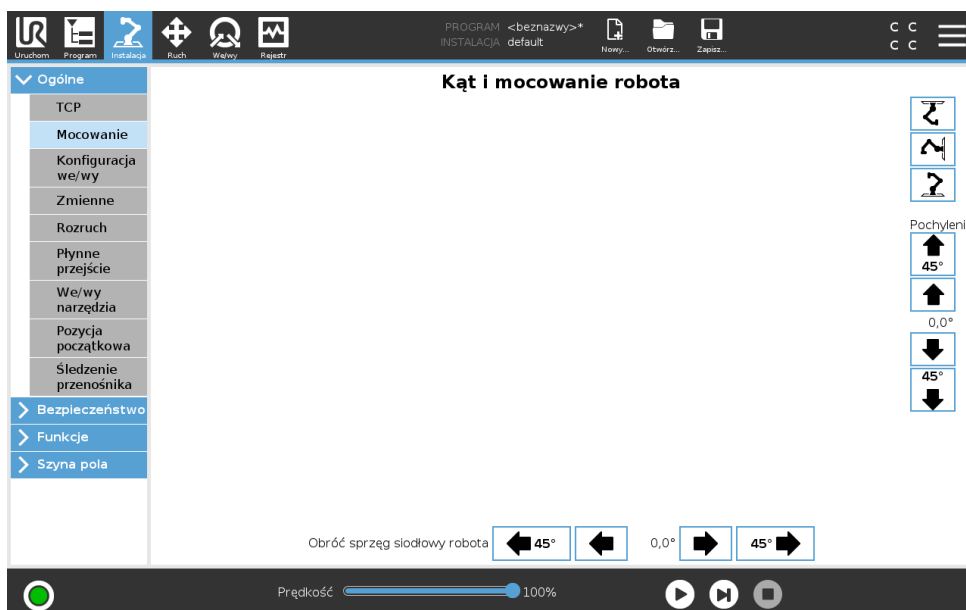 PROGRAM <beznazwy>*
INSTALACJA default
Uruchom
Program
Instalacja
Ruch
We/wy
Rejestr
Nowy...
Otwórz...
Zapisz...
C C
C C
Ogólne
TCP
Mocowanie
Konfiguracja
we/wy
Zmienne
Rozruch
Płynne
przejście
We/wy
narzędzia
Pozycja
początkowa
Śledzenie
przenośnika
Bezpieczeństwo
Funkcje
Szyna pola
Kąt i mocowanie robota
Pochyleni
45°
0,0°
45°
Obróć sprzęg siodłowy robota
45°
0,0°
45°
Prędkość
100%